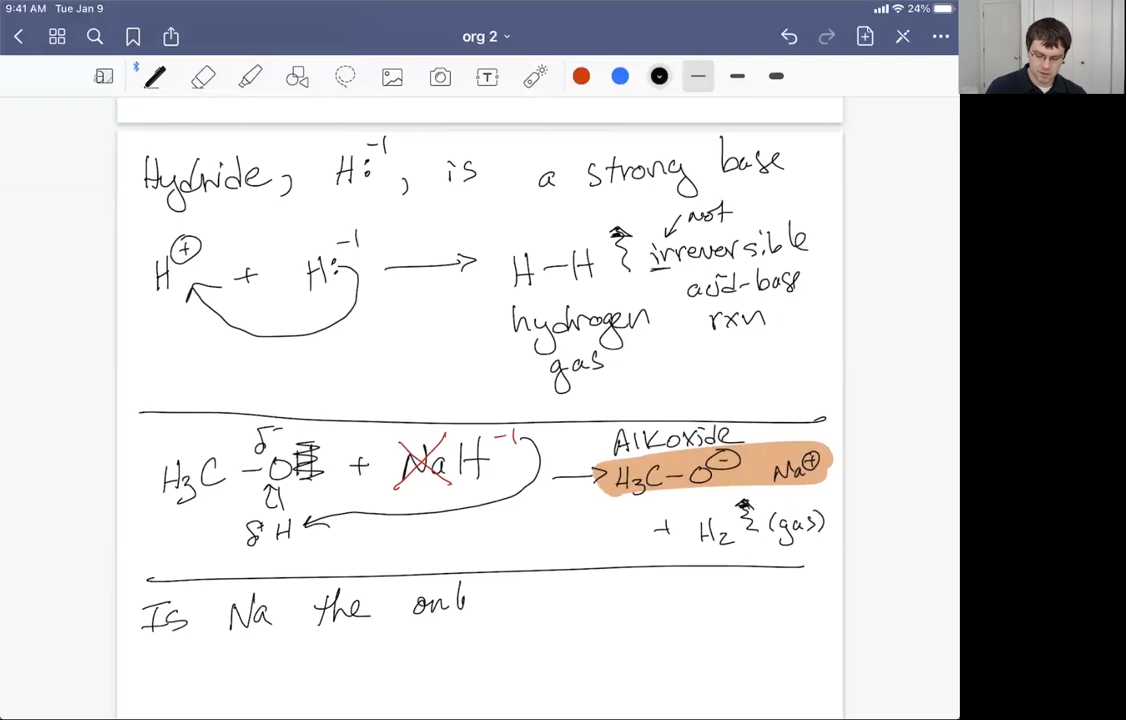 9:41 AM Tue Jan 9
24%
org 2
Hydride, H:⁻¹, is a strong base
not
H⁺ + H:⁻¹ → H–H irreversible
acid-base
hydrogen rxn
gas
δ⁻ Alkoxide
H₃C–O + NaH⁻¹ → H₃C–O⁻ Na⁺
δ⁺ H + H₂ (gas)
Is Na the onl